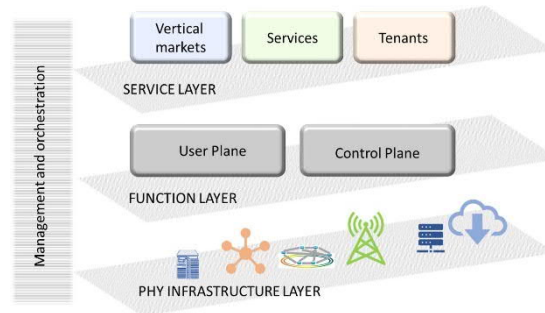 Management and orchestration
Vertical
markets
Services
Tenants
SERVICE LAYER
User Plane
Control Plane
FUNCTION LAYER
PHY INFRASTRUCTURE LAYER